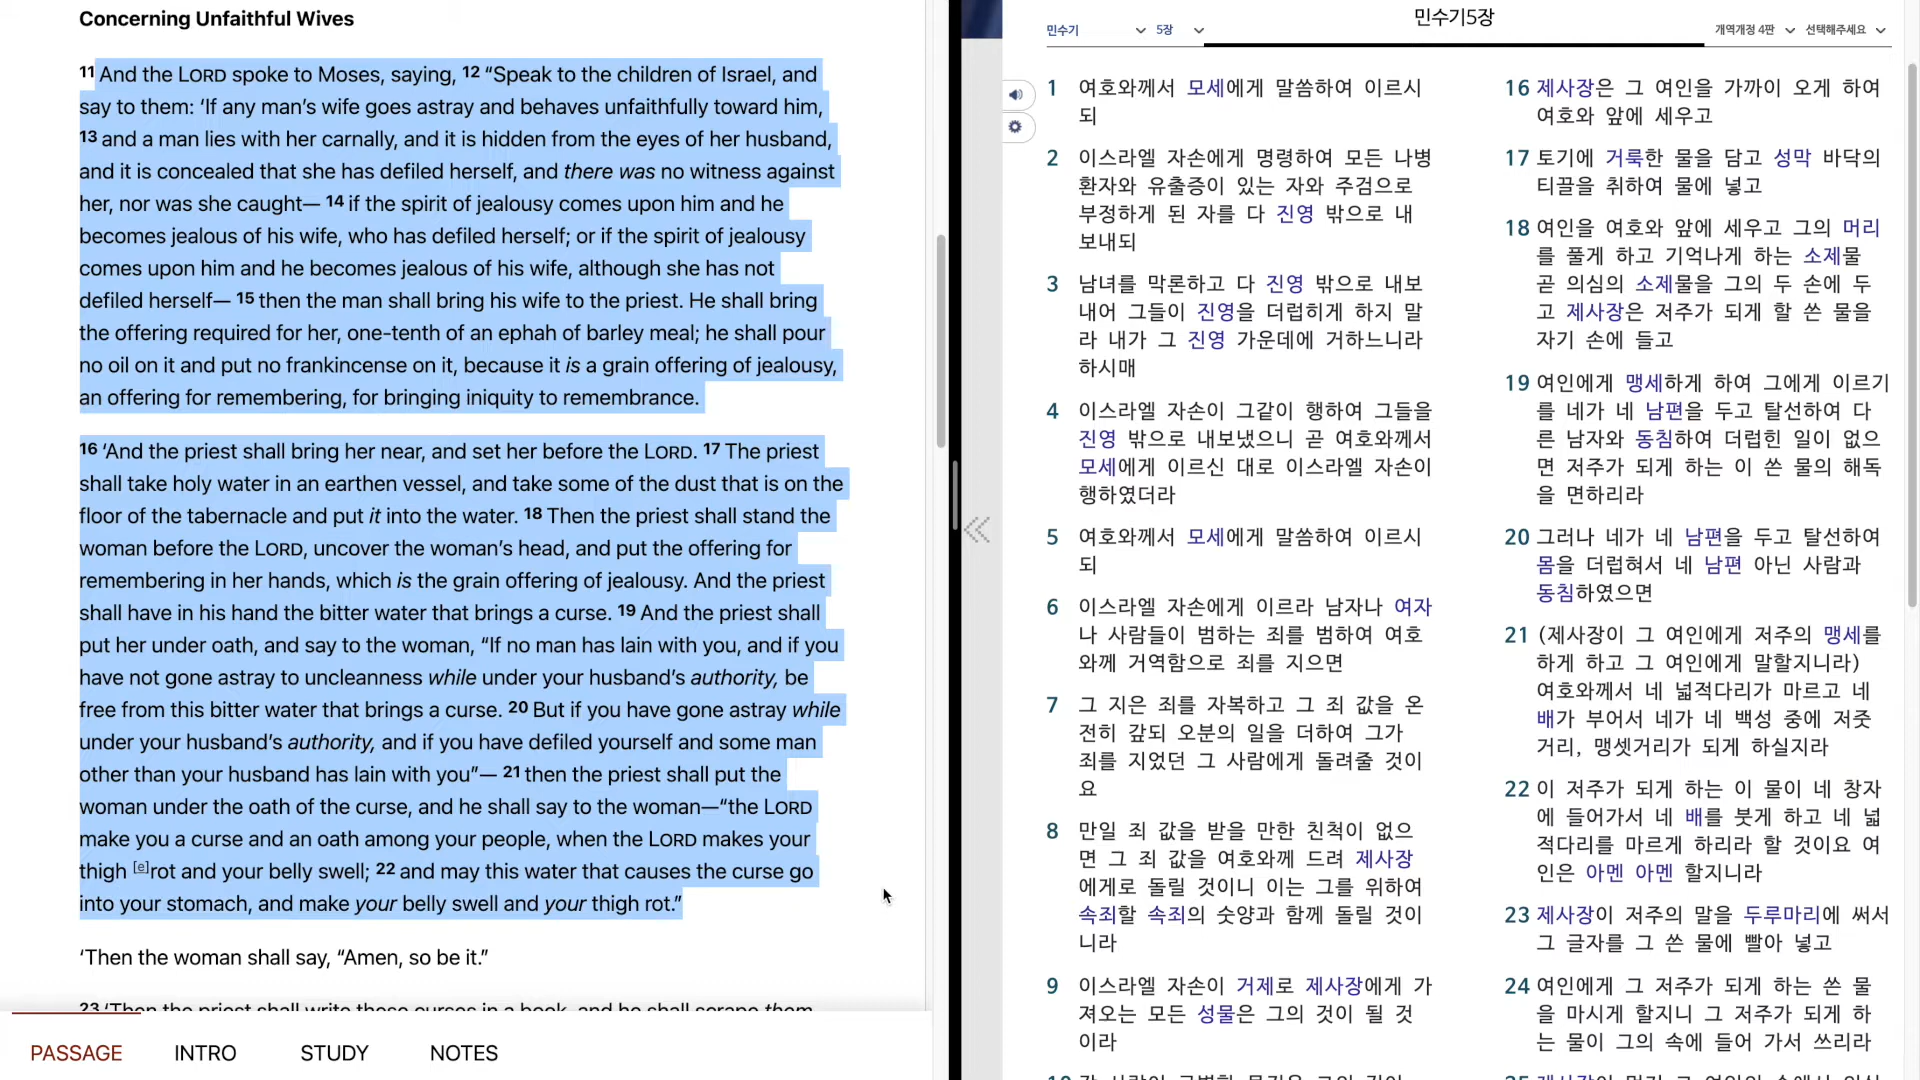 Concerning Unfaithful Wives
11 And the LORD spoke to Moses, saying, 12 “Speak to the children of Israel, and
say to them: ‘If any man’s wife goes astray and behaves unfaithfully toward him,
13 and a man lies with her carnally, and it is hidden from the eyes of her husband,
and it is concealed that she has defiled herself, and there was no witness against
her, nor was she caught— 14 if the spirit of jealousy comes upon him and he
becomes jealous of his wife, who has defiled herself; or if the spirit of jealousy
comes upon him and he becomes jealous of his wife, although she has not
defiled herself— 15 then the man shall bring his wife to the priest. He shall bring
the offering required for her, one-tenth of an ephah of barley meal; he shall pour
no oil on it and put no frankincense on it, because it is a grain offering of jealousy,
an offering for remembering, for bringing iniquity to remembrance.
16 ‘And the priest shall bring her near, and set her before the LORD. 17 The priest
shall take holy water in an earthen vessel, and take some of the dust that is on the
floor of the tabernacle and put it into the water. 18 Then the priest shall stand the
woman before the LORD, uncover the woman’s head, and put the offering for
remembering in her hands, which is the grain offering of jealousy. And the priest
shall have in his hand the bitter water that brings a curse. 19 And the priest shall
put her under oath, and say to the woman, “If no man has lain with you, and if you
have not gone astray to uncleanness while under your husband’s authority, be
free from this bitter water that brings a curse. 20 But if you have gone astray while
under your husband’s authority, and if you have defiled yourself and some man
other than your husband has lain with you”— 21 then the priest shall put the
woman under the oath of the curse, and he shall say to the woman—“the LORD
make you a curse and an oath among your people, when the LORD makes your
thigh [e]rot and your belly swell; 22 and may this water that causes the curse go
into your stomach, and make your belly swell and your thigh rot.”
‘Then the woman shall say, “Amen, so be it.”
23 ‘Then the priest shall write these curses in a book, and he shall scrape them
PASSAGE INTRO STUDY NOTES
민수기 5장 민수기5장 개역개정 4판 선택해주세요
1 여호와께서 모세에게 말씀하여 이르시
되
2 이스라엘 자손에게 명령하여 모든 나병
환자와 유출증이 있는 자와 주검으로
부정하게 된 자를 다 진영 밖으로 내
보내되
3 남녀를 막론하고 다 진영 밖으로 내보
내어 그들이 진영을 더럽히게 하지 말
라 내가 그 진영 가운데에 거하느니라
하시매
4 이스라엘 자손이 그같이 행하여 그들을
진영 밖으로 내보냈으니 곧 여호와께서
모세에게 이르신 대로 이스라엘 자손이
행하였더라
5 여호와께서 모세에게 말씀하여 이르시
되
6 이스라엘 자손에게 이르라 남자나 여자
나 사람들이 범하는 죄를 범하여 여호
와께 거역함으로 죄를 지으면
7 그 지은 죄를 자복하고 그 죄 값을 온
전히 갚되 오분의 일을 더하여 그가
죄를 지었던 그 사람에게 돌려줄 것이
요
8 만일 죄 값을 받을 만한 친척이 없으
면 그 죄 값을 여호와께 드려 제사장
에게로 돌릴 것이니 이는 그를 위하여
속죄할 속죄의 숫양과 함께 돌릴 것이
니라
9 이스라엘 자손이 거제로 제사장에게 가
져오는 모든 성물은 그의 것이 될 것
이라
16 제사장은 그 여인을 가까이 오게 하여
여호와 앞에 세우고
17 토기에 거룩한 물을 담고 성막 바닥의
티끌을 취하여 물에 넣고
18 여인을 여호와 앞에 세우고 그의 머리
를 풀게 하고 기억나게 하는 소제물
곧 의심의 소제물을 그의 두 손에 두
고 제사장은 저주가 되게 할 쓴 물을
자기 손에 들고
19 여인에게 맹세하게 하여 그에게 이르기
를 네가 네 남편을 두고 탈선하여 다
른 남자와 동침하여 더럽힌 일이 없으
면 저주가 되게 하는 이 쓴 물의 해독
을 면하리라
20 그러나 네가 네 남편을 두고 탈선하여
몸을 더럽혀서 네 남편 아닌 사람과
동침하였으면
21 (제사장이 그 여인에게 저주의 맹세를
하게 하고 그 여인에게 말할지니라)
여호와께서 네 넓적다리가 마르고 네
배가 부어서 네가 네 백성 중에 저줏
거리, 맹셋거리가 되게 하실지라
22 이 저주가 되게 하는 이 물이 네 창자
에 들어가서 네 배를 붓게 하고 네 넓
적다리를 마르게 하리라 할 것이요 여
인은 아멘 아멘 할지니라
23 제사장이 저주의 말을 두루마리에 써서
그 글자를 그 쓴 물에 빨아 넣고
24 여인에게 그 저주가 되게 하는 쓴 물
을 마시게 할지니 그 저주가 되게 하
는 물이 그의 속에 들어 가서 쓰리라